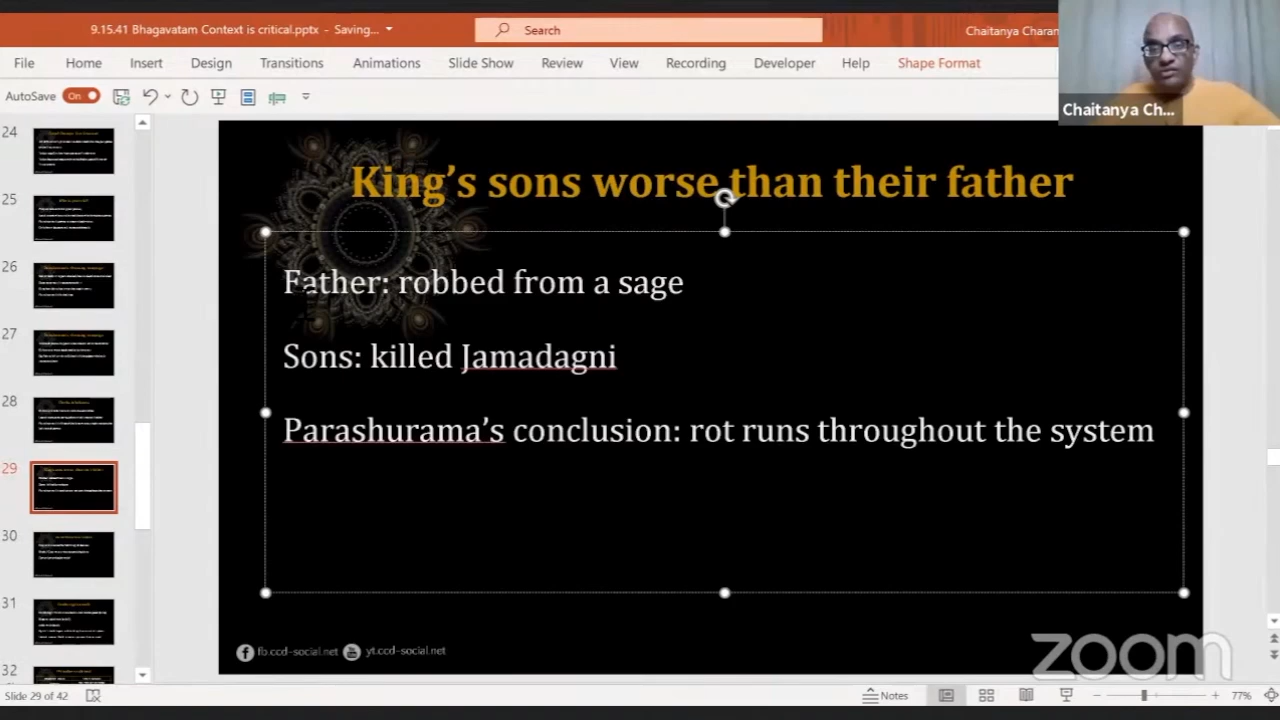 9.15.41 Bhagavatam Context is critical.pptx - Saving...
Search
Chaitanya Charan
File Home Insert Design Transitions Animations Slide Show Review View Recording Developer Help Shape Format
AutoSave On
Chaitanya Ch...
24
25
26
27
28
29
30
31
32
King's sons worse than their father
Father: robbed from a sage
Sons: killed Jamadagni
Parashurama's conclusion: rot runs throughout the system
fb.ccd-social.net yt.ccd-social.net
zoom
Slide 29 of 42
Notes
77%